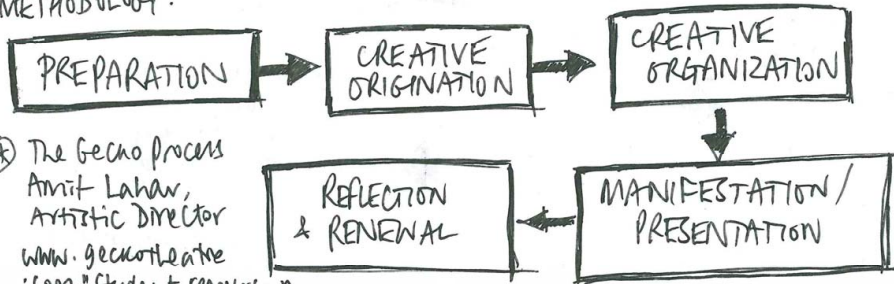 METHODOLOGY:
PREPARATION
CREATIVE
ORIGINATION
CREATIVE
ORGANIZATION
MANIFESTATION/
PRESENTATION
REFLECTION
& RENEWAL
The Gecko Process
Amit Lahav,
Artistic Director
www.geckotheatre
"Student